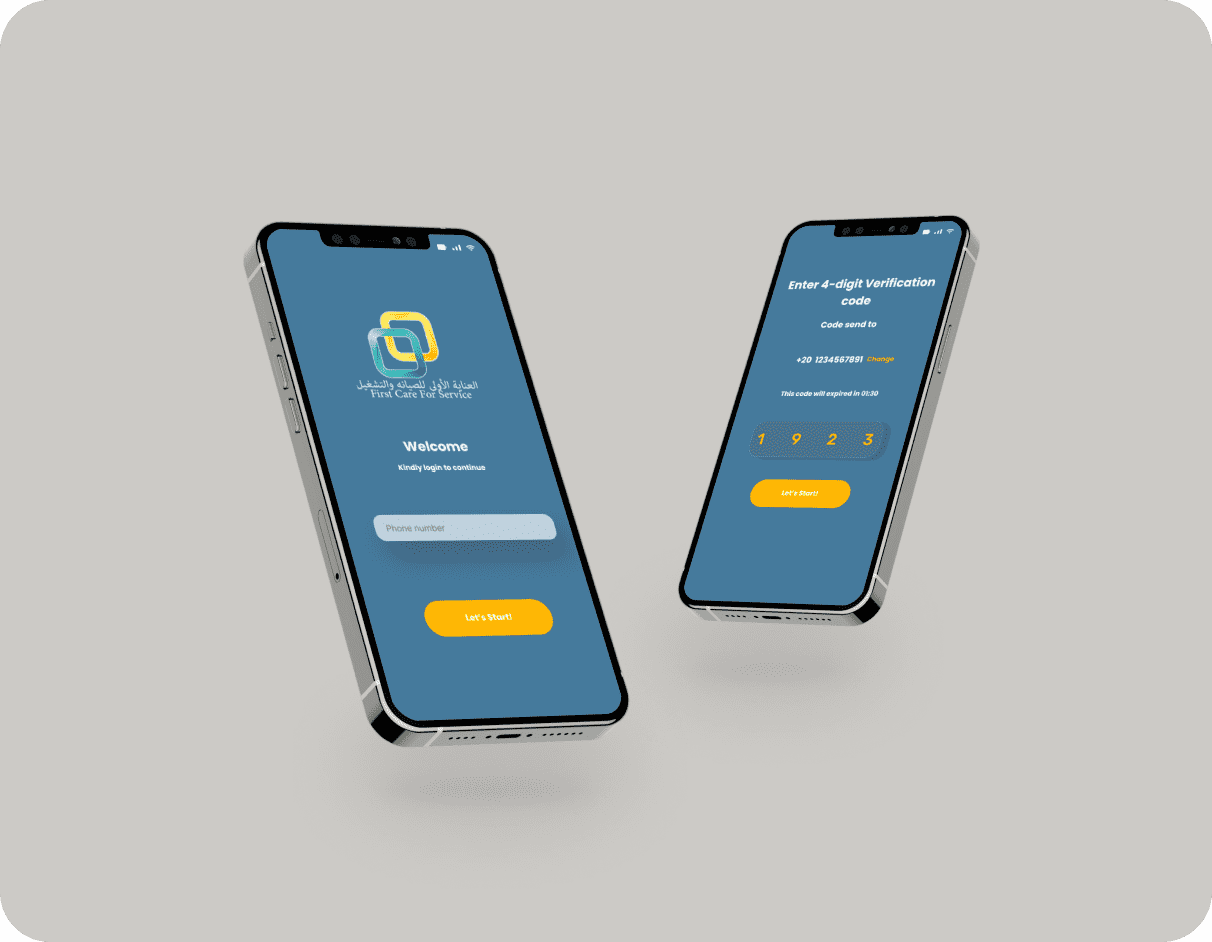 العناية الأولى للصيانه والتشغيل
First Care For Service
Welcome
Kindly login to continue
Phone number
Let's Start!
Enter 4-digit Verification
code
Code send to
+20 1234567891 Change
This code will expired in 01:30
1 9 2 3
Let's Start!